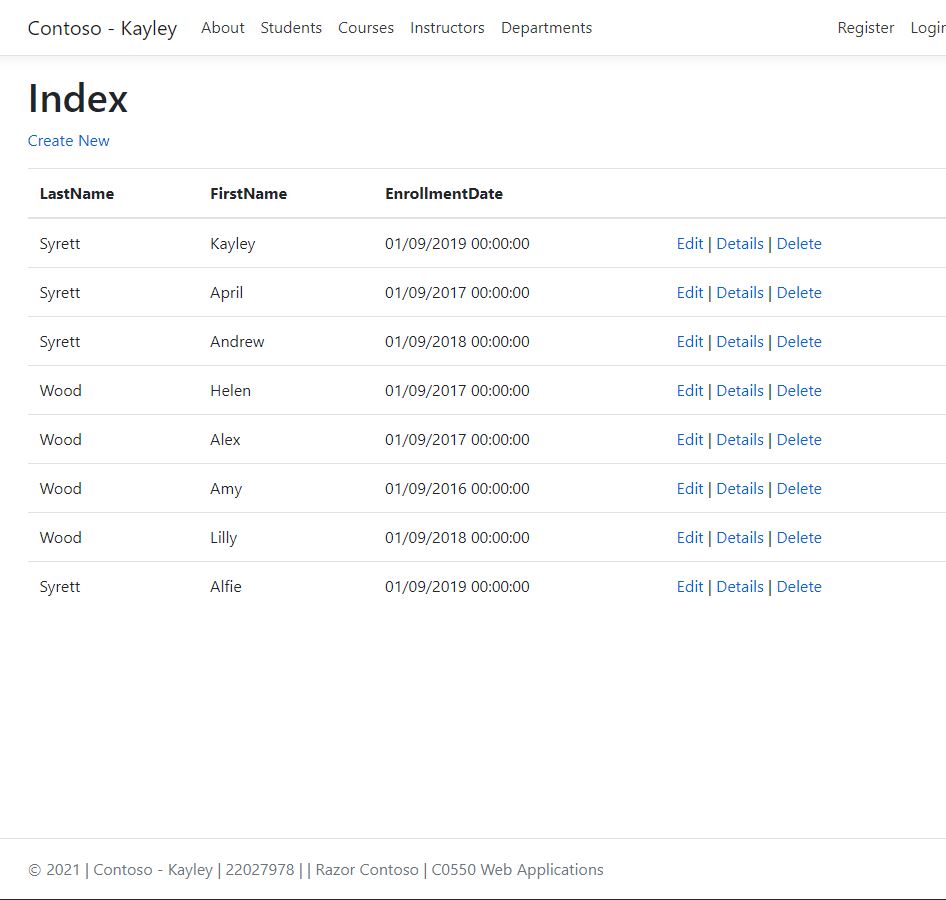 Contoso - Kayley About Students Courses Instructors Departments Register Login
Index
Create New
LastName FirstName EnrollmentDate
Syrett Kayley 01/09/2019 00:00:00 Edit | Details | Delete
Syrett April 01/09/2017 00:00:00 Edit | Details | Delete
Syrett Andrew 01/09/2018 00:00:00 Edit | Details | Delete
Wood Helen 01/09/2017 00:00:00 Edit | Details | Delete
Wood Alex 01/09/2017 00:00:00 Edit | Details | Delete
Wood Amy 01/09/2016 00:00:00 Edit | Details | Delete
Wood Lilly 01/09/2018 00:00:00 Edit | Details | Delete
Syrett Alfie 01/09/2019 00:00:00 Edit | Details | Delete
© 2021 | Contoso - Kayley | 22027978 | | Razor Contoso | C0550 Web Applications